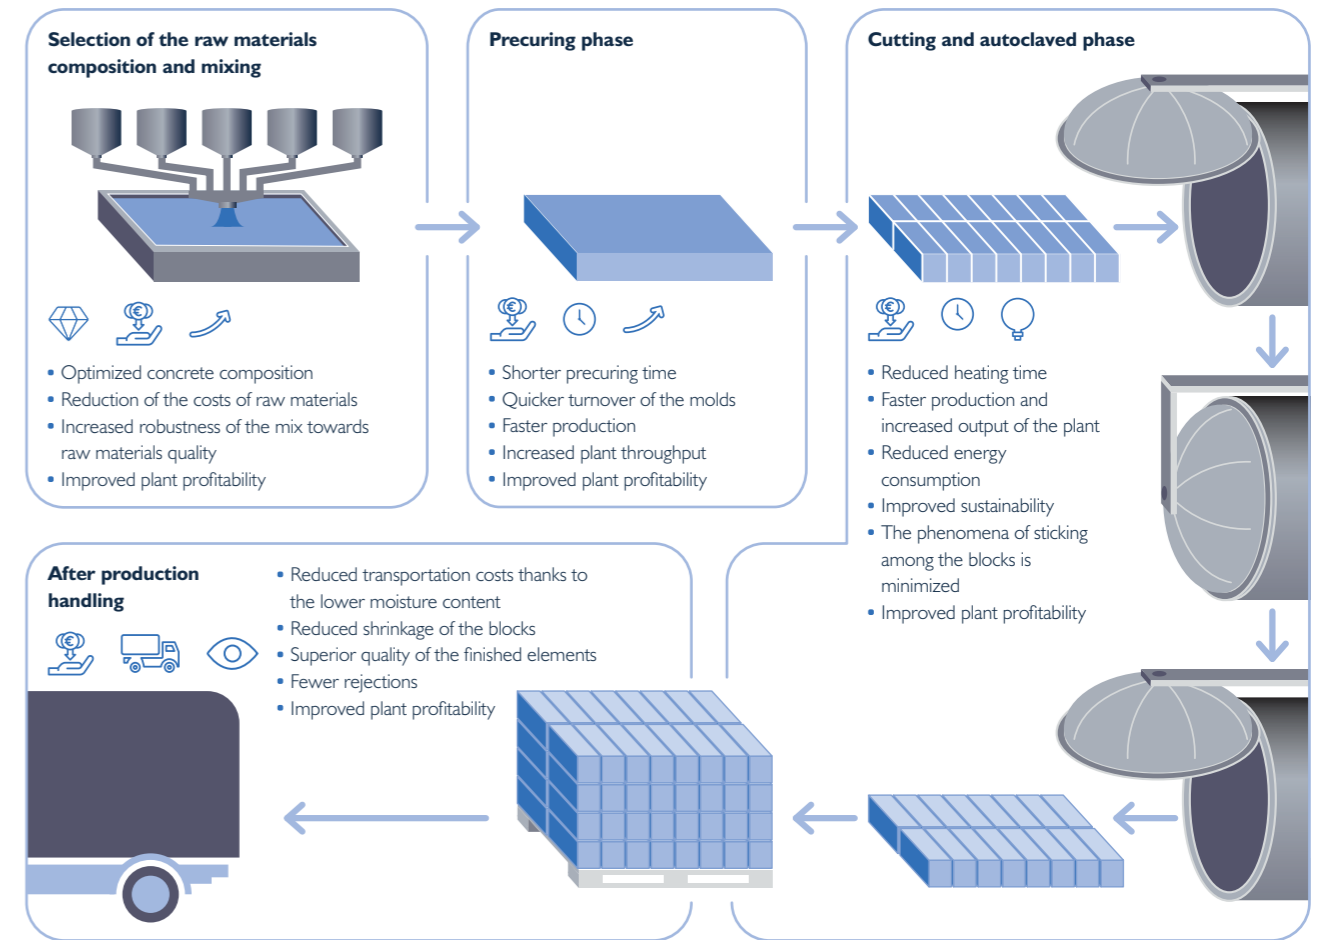 Selection of the raw materials
composition and mixing
• Optimized concrete composition
• Reduction of the costs of raw materials
• Increased robustness of the mix towards
raw materials quality
• Improved plant profitability
Precuring phase
• Shorter precuring time
• Quicker turnover of the molds
• Faster production
• Increased plant throughput
• Improved plant profitability
Cutting and autoclaved phase
• Reduced heating time
• Faster production and
increased output of the plant
• Reduced energy
consumption
• Improved sustainability
• The phenomena of sticking
among the blocks is
minimized
• Improved plant profitability
After production
handling
• Reduced transportation costs thanks to
the lower moisture content
• Reduced shrinkage of the blocks
• Superior quality of the finished elements
• Fewer rejections
• Improved plant profitability